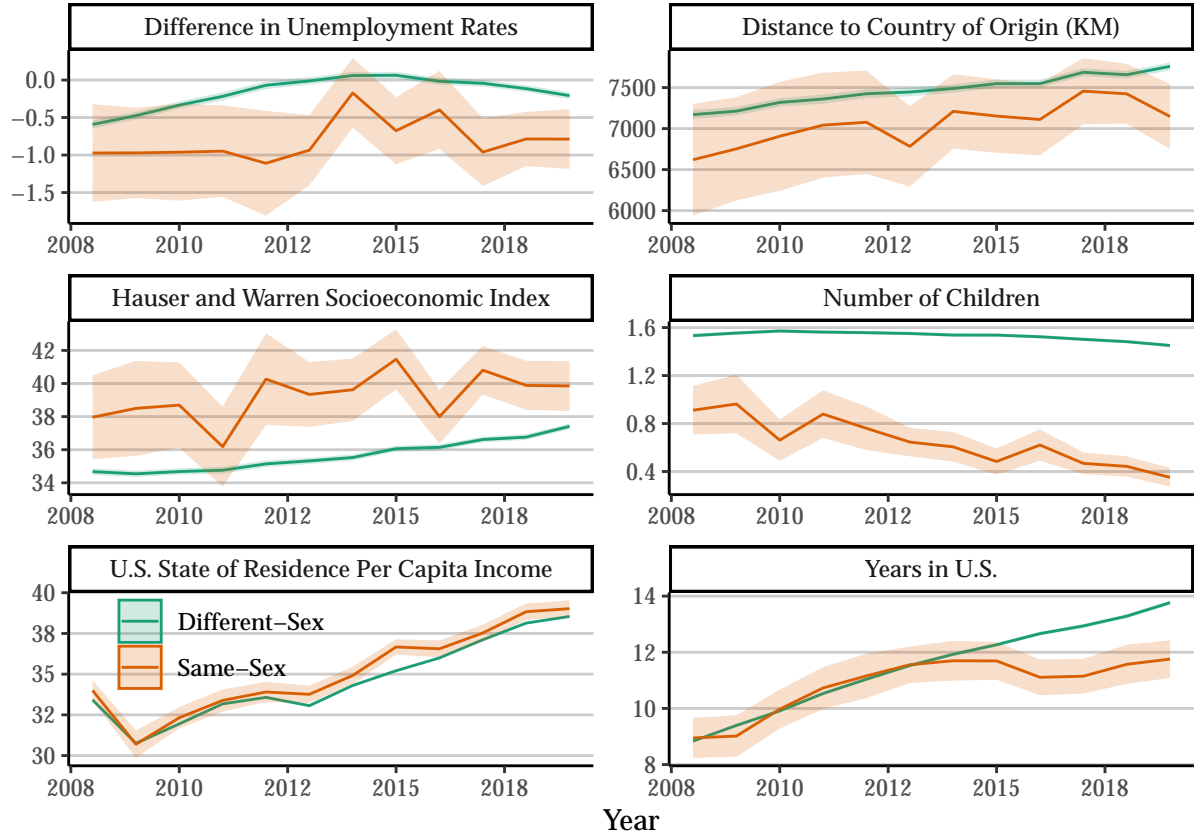 Difference in Unemployment Rates
0.0
−0.5
−1.0
−1.5
2008 2010 2012 2015 2018
Distance to Country of Origin (KM)
7500
7000
6500
6000
2008 2010 2012 2015 2018
Hauser and Warren Socioeconomic Index
42
40
38
36
34
2008 2010 2012 2015 2018
Number of Children
1.6
1.2
0.8
0.4
2008 2010 2012 2015 2018
U.S. State of Residence Per Capita Income
40
38
35
32
30
Different−Sex
Same−Sex
2008 2010 2012 2015 2018
Years in U.S.
14
12
10
8
2008 2010 2012 2015 2018
Year